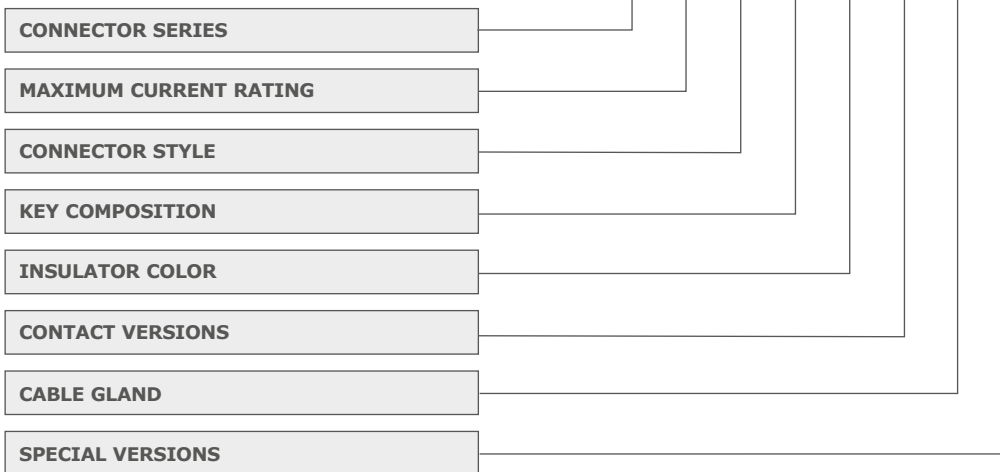 CONNECTOR SERIES
MAXIMUM CURRENT RATING
CONNECTOR STYLE
KEY COMPOSITION
INSULATOR COLOR
CONTACT VERSIONS
CABLE GLAND
SPECIAL VERSIONS